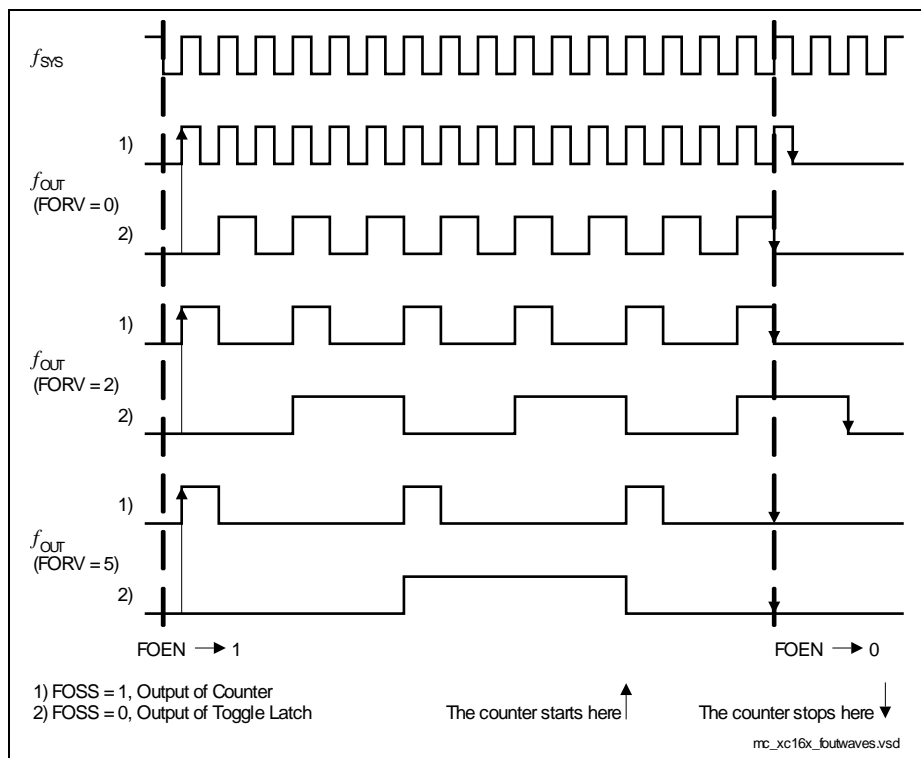 fSYS
1)
fOUT
(FORV = 0)
2)
1)
fOUT
(FORV = 2)
2)
1)
fOUT
(FORV = 5)
2)
FOEN → 1
FOEN → 0
1) FOSS = 1, Output of Counter
2) FOSS = 0, Output of Toggle Latch
The counter starts here
The counter stops here
mc_xc16x_foutwaves.vsd